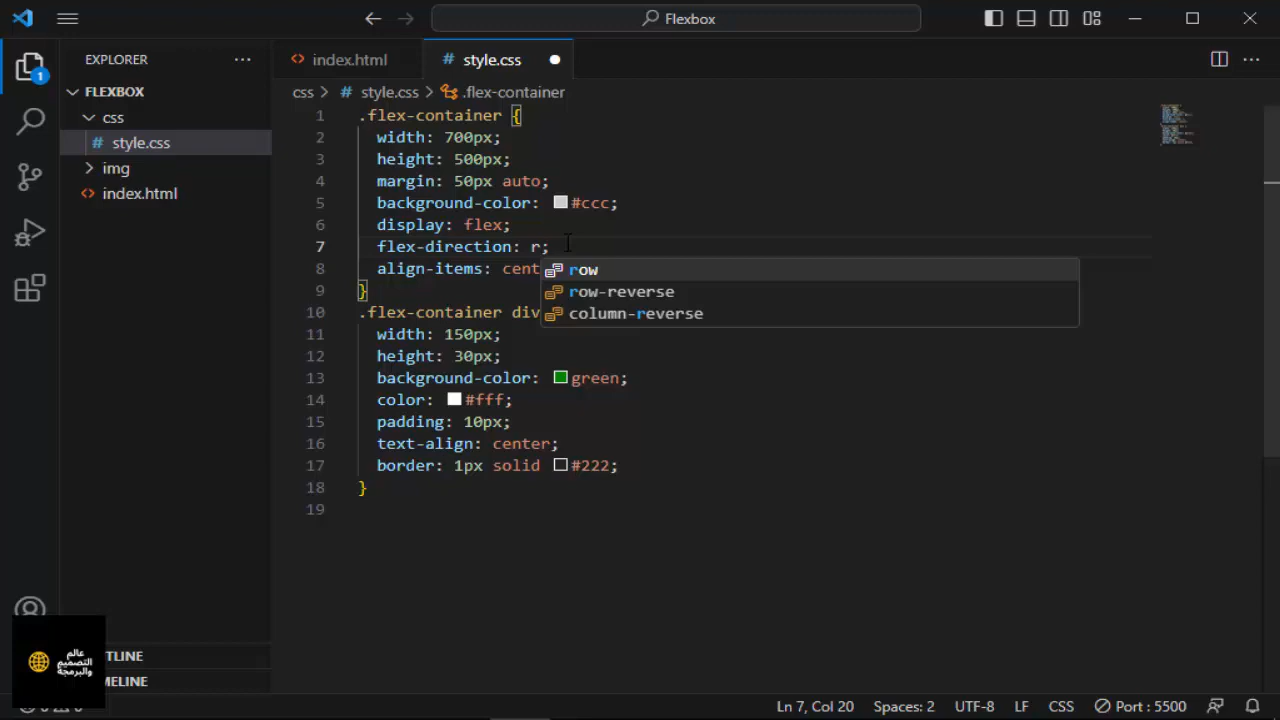 Flexbox
EXPLORER
index.html
# style.css
1
FLEXBOX
css
# style.css
img
index.html
css > # style.css > .flex-container
1 .flex-container {
2 width: 700px;
3 height: 500px;
4 margin: 50px auto;
5 background-color: #ccc;
6 display: flex;
7 flex-direction: r;
8 align-items: cent
row
row-reverse
column-reverse
9 }
10 .flex-container div
11 width: 150px;
12 height: 30px;
13 background-color: green;
14 color: #fff;
15 padding: 10px;
16 text-align: center;
17 border: 1px solid #222;
18 }
19
عالم
التصميم
والبرمجة
TLINE
MELINE
Ln 7, Col 20 Spaces: 2 UTF-8 LF CSS Port : 5500